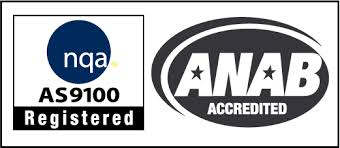 nqa.
AS9100
Registered
ANAB
ACCREDITED